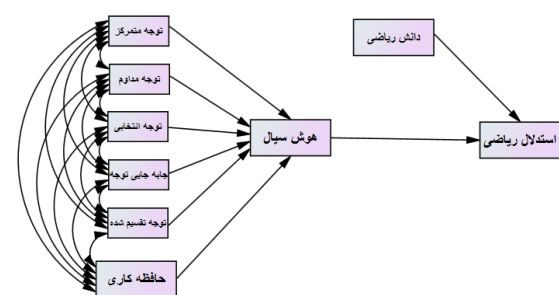 توجه متمرکز
دانش ریاضی
توجه مداوم
توجه انتخابی
هوش سیال
استدلال ریاضی
جابه جایی توجه
توجه تقسیم شده
حافظه کاری